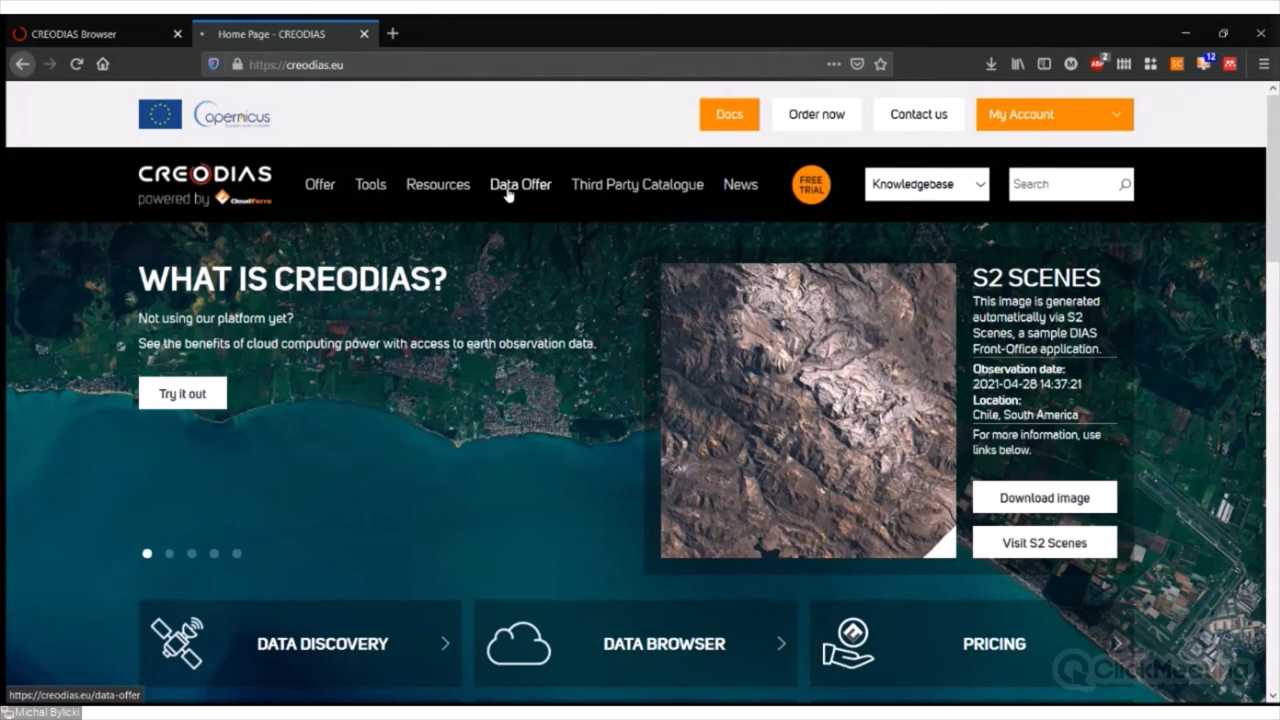 CREODIAS Browser
Home Page - CREODIAS
https://creodias.eu
2
12
Copernicus
Docs
Order now
Contact us
My Account
CREODIAS
powered by CloudFerro
Offer
Tools
Resources
Data Offer
Third Party Catalogue
News
FREE
TRIAL
Knowledgebase
Search
WHAT IS CREODIAS?
Not using our platform yet?
See the benefits of cloud computing power with access to earth observation data.
Try it out
S2 SCENES
This image is generated
automatically via S2
Scenes, a sample DIAS
Front-Office application.
Observation date:
2021-04-28 14:37:21
Location:
Chile, South America
For more information, use
links below.
Download image
Visit S2 Scenes
DATA DISCOVERY
DATA BROWSER
PRICING
ClickMeeting
https://creodias.eu/data-offer
Michal Bylicki